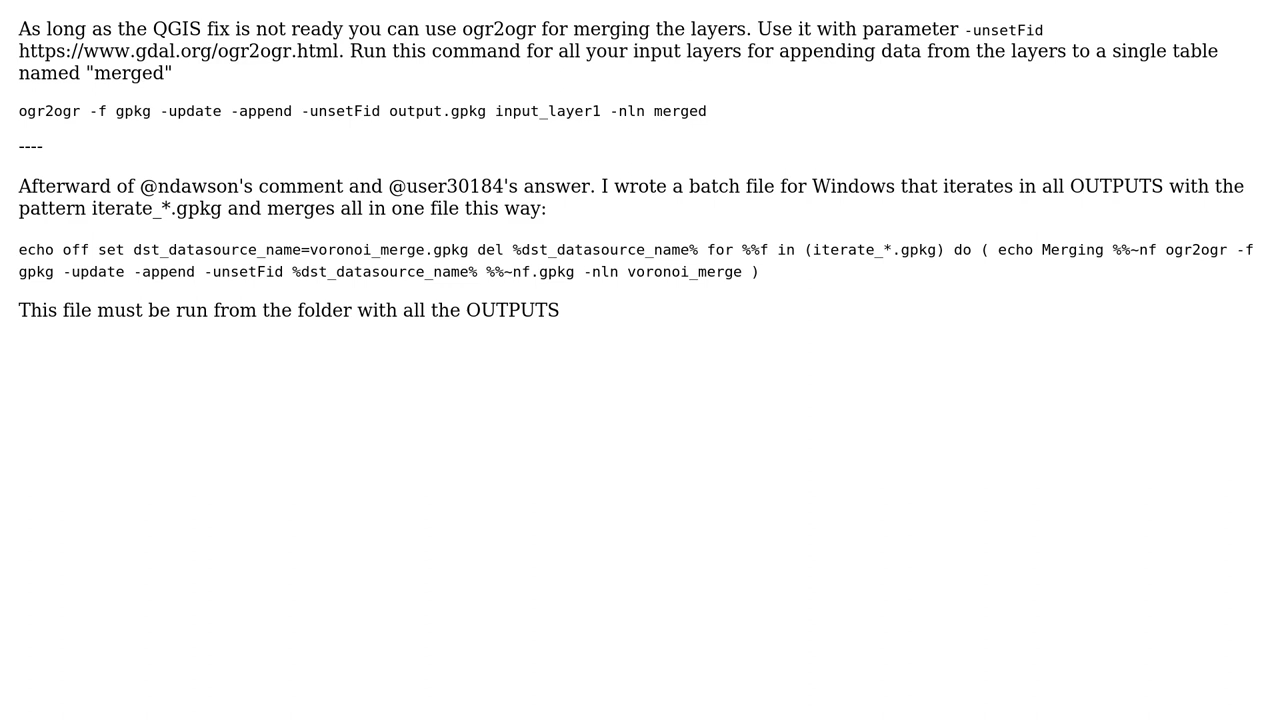 As long as the QGIS fix is not ready you can use ogr2ogr for merging the layers. Use it with parameter -unsetFid
https://www.gdal.org/ogr2ogr.html. Run this command for all your input layers for appending data from the layers to a single table
named "merged"
ogr2ogr -f gpkg -update -append -unsetFid output.gpkg input_layer1 -nln merged
----
Afterward of @ndawson's comment and @user30184's answer. I wrote a batch file for Windows that iterates in all OUTPUTS with the
pattern iterate_*.gpkg and merges all in one file this way:
echo off set dst_datasource_name=voronoi_merge.gpkg del %dst_datasource_name% for %%f in (iterate_*.gpkg) do ( echo Merging %%~nf ogr2ogr -f
gpkg -update -append -unsetFid %dst_datasource_name% %%~nf.gpkg -nln voronoi_merge )
This file must be run from the folder with all the OUTPUTS